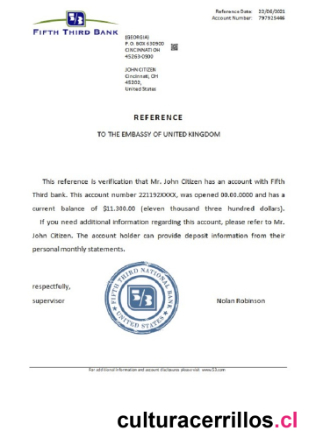 Reference Date: 22/06/2021
Account Number: 797923446
FIFTH THIRD BANK
(GEORGIA)
P.O. BOX 630900
CINCINNATI OH
45263-0900
JOHN CITIZEN
Cincinnati, OH
45202,
United States
REFERENCE
TO THE EMBASSY OF UNITED KINGDOM
This reference is verification that Mr. John Citizen has an account with Fifth
Third bank. This account number 221192XXXX, was opened 00.00.0000 and has a
current balance of $11.300.00 (eleven thousand three hundred dollars).
If you need additional information regarding this account, please refer to Mr.
John Citizen. The account holder can provide deposit information from their
personal monthly statements.
respectfully,
supervisor
FIFTH THIRD NATIONAL BANK
UNITED STATES
5/3
Nolan Robinson
For additional information and account disclosures please visit www.53.com
culturacerrillos.cl